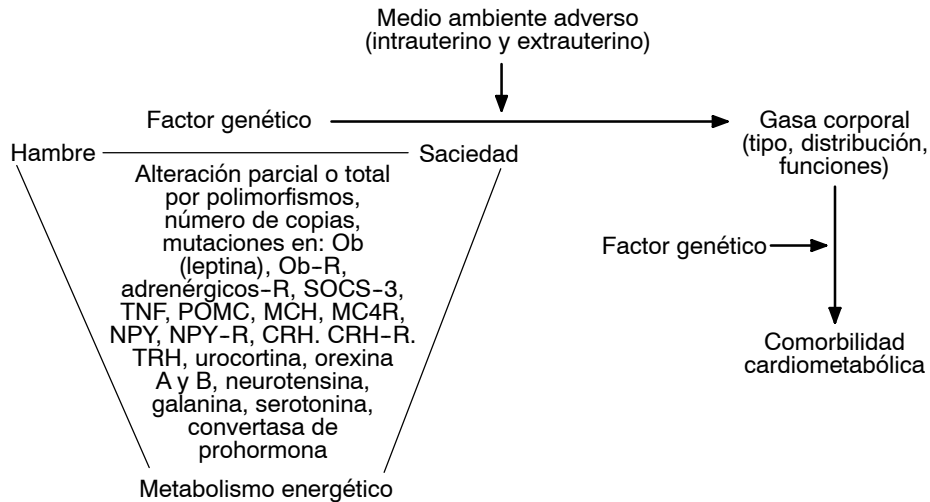 Medio ambiente adverso
(intrauterino y extrauterino)
Factor genético
Gasa corporal
(tipo, distribución,
funciones)
Hambre
Saciedad
Alteración parcial o total
por polimorfismos,
número de copias,
mutaciones en: Ob
(leptina), Ob-R,
adrenérgicos-R, SOCS-3,
TNF, POMC, MCH, MC4R,
NPY, NPY-R, CRH. CRH-R.
TRH, urocortina, orexina
A y B, neurotensina,
galanina, serotonina,
convertasa de
prohormona
Metabolismo energético
Factor genético
Comorbilidad
cardiometabólica